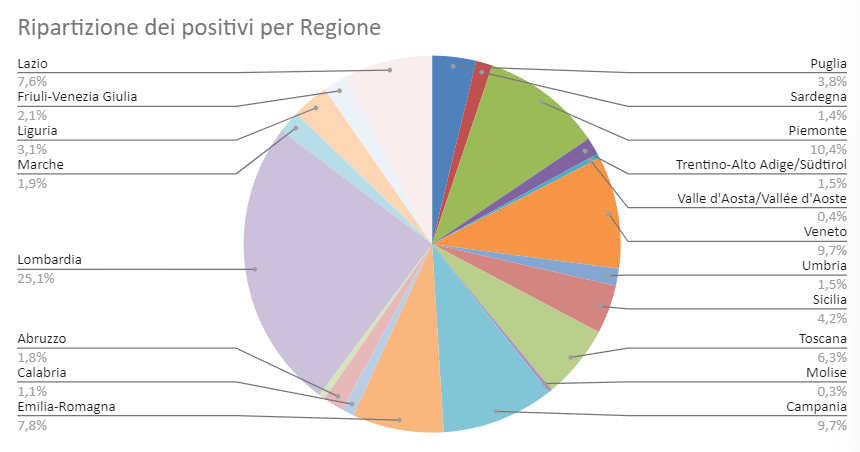 Ripartizione dei positivi per Regione
Lazio
7,6%
Friuli-Venezia Giulia
2,1%
Liguria
3,1%
Marche
1,9%
Lombardia
25,1%
Abruzzo
1,8%
Calabria
1,1%
Emilia-Romagna
7,8%
Puglia
3,8%
Sardegna
1,4%
Piemonte
10,4%
Trentino-Alto Adige/Südtirol
1,5%
Valle d'Aosta/Vallée d'Aoste
0,4%
Veneto
9,7%
Umbria
1,5%
Sicilia
4,2%
Toscana
6,3%
Molise
0,3%
Campania
9,7%